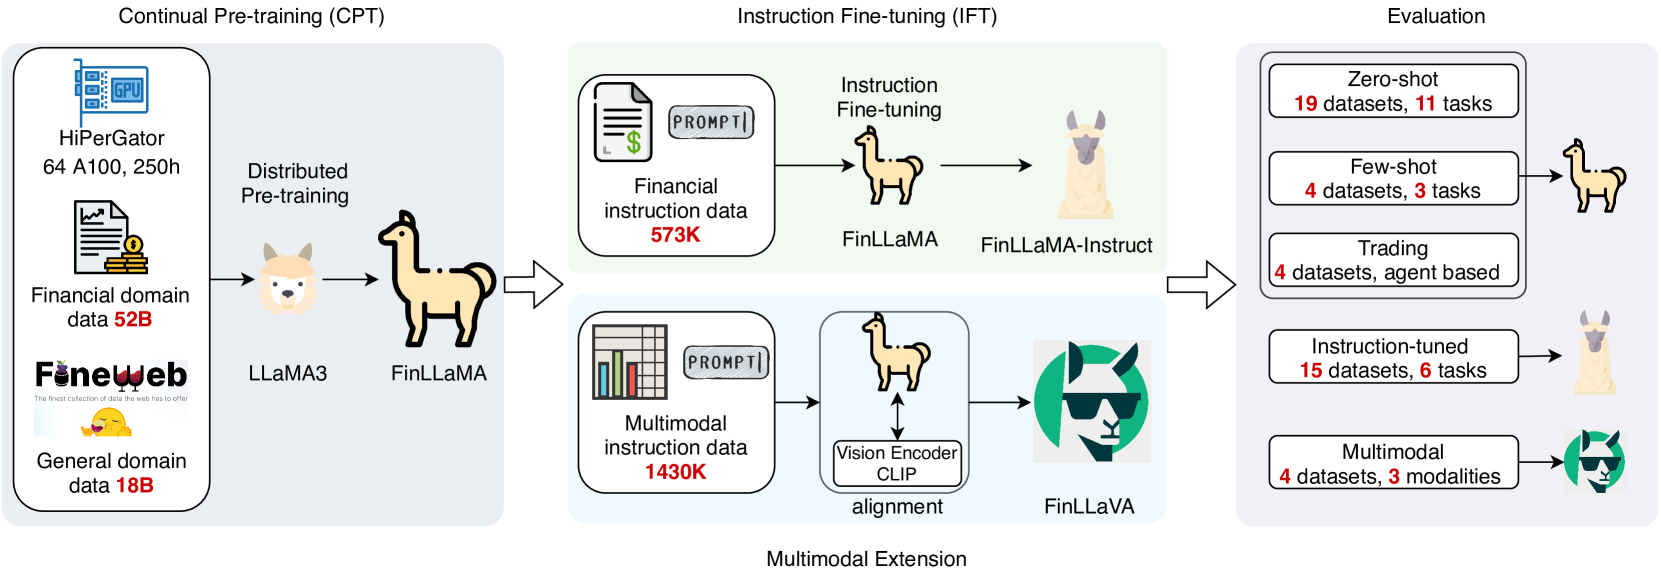 Continual Pre-training (CPT)
GPU
HiPerGator
64 A100, 250h
Financial domain
data 52B
FineWeb
The finest collection of data the web has to offer
General domain
data 18B
Distributed
Pre-training
LLaMA3
FinLLaMA
Instruction Fine-tuning (IFT)
PROMPT
Financial
instruction data
573K
Instruction
Fine-tuning
FinLLaMA
FinLLaMA-Instruct
PROMPT
Multimodal
instruction data
1430K
Vision Encoder
CLIP
alignment
FinLLaVA
Multimodal Extension
Evaluation
Zero-shot
19 datasets, 11 tasks
Few-shot
4 datasets, 3 tasks
Trading
4 datasets, agent based
Instruction-tuned
15 datasets, 6 tasks
Multimodal
4 datasets, 3 modalities